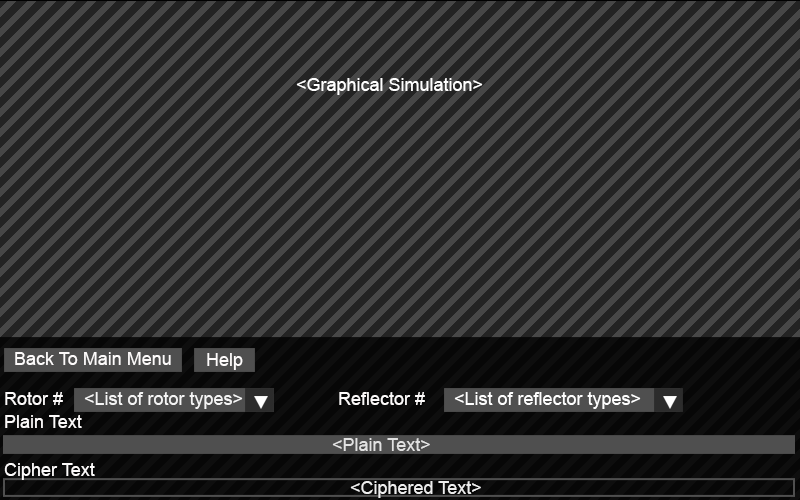 <Graphical Simulation>
Back To Main Menu Help
Rotor # <List of rotor types> ▼ Reflector # <List of reflector types> ▼
Plain Text
<Plain Text>
Cipher Text
<Ciphered Text>